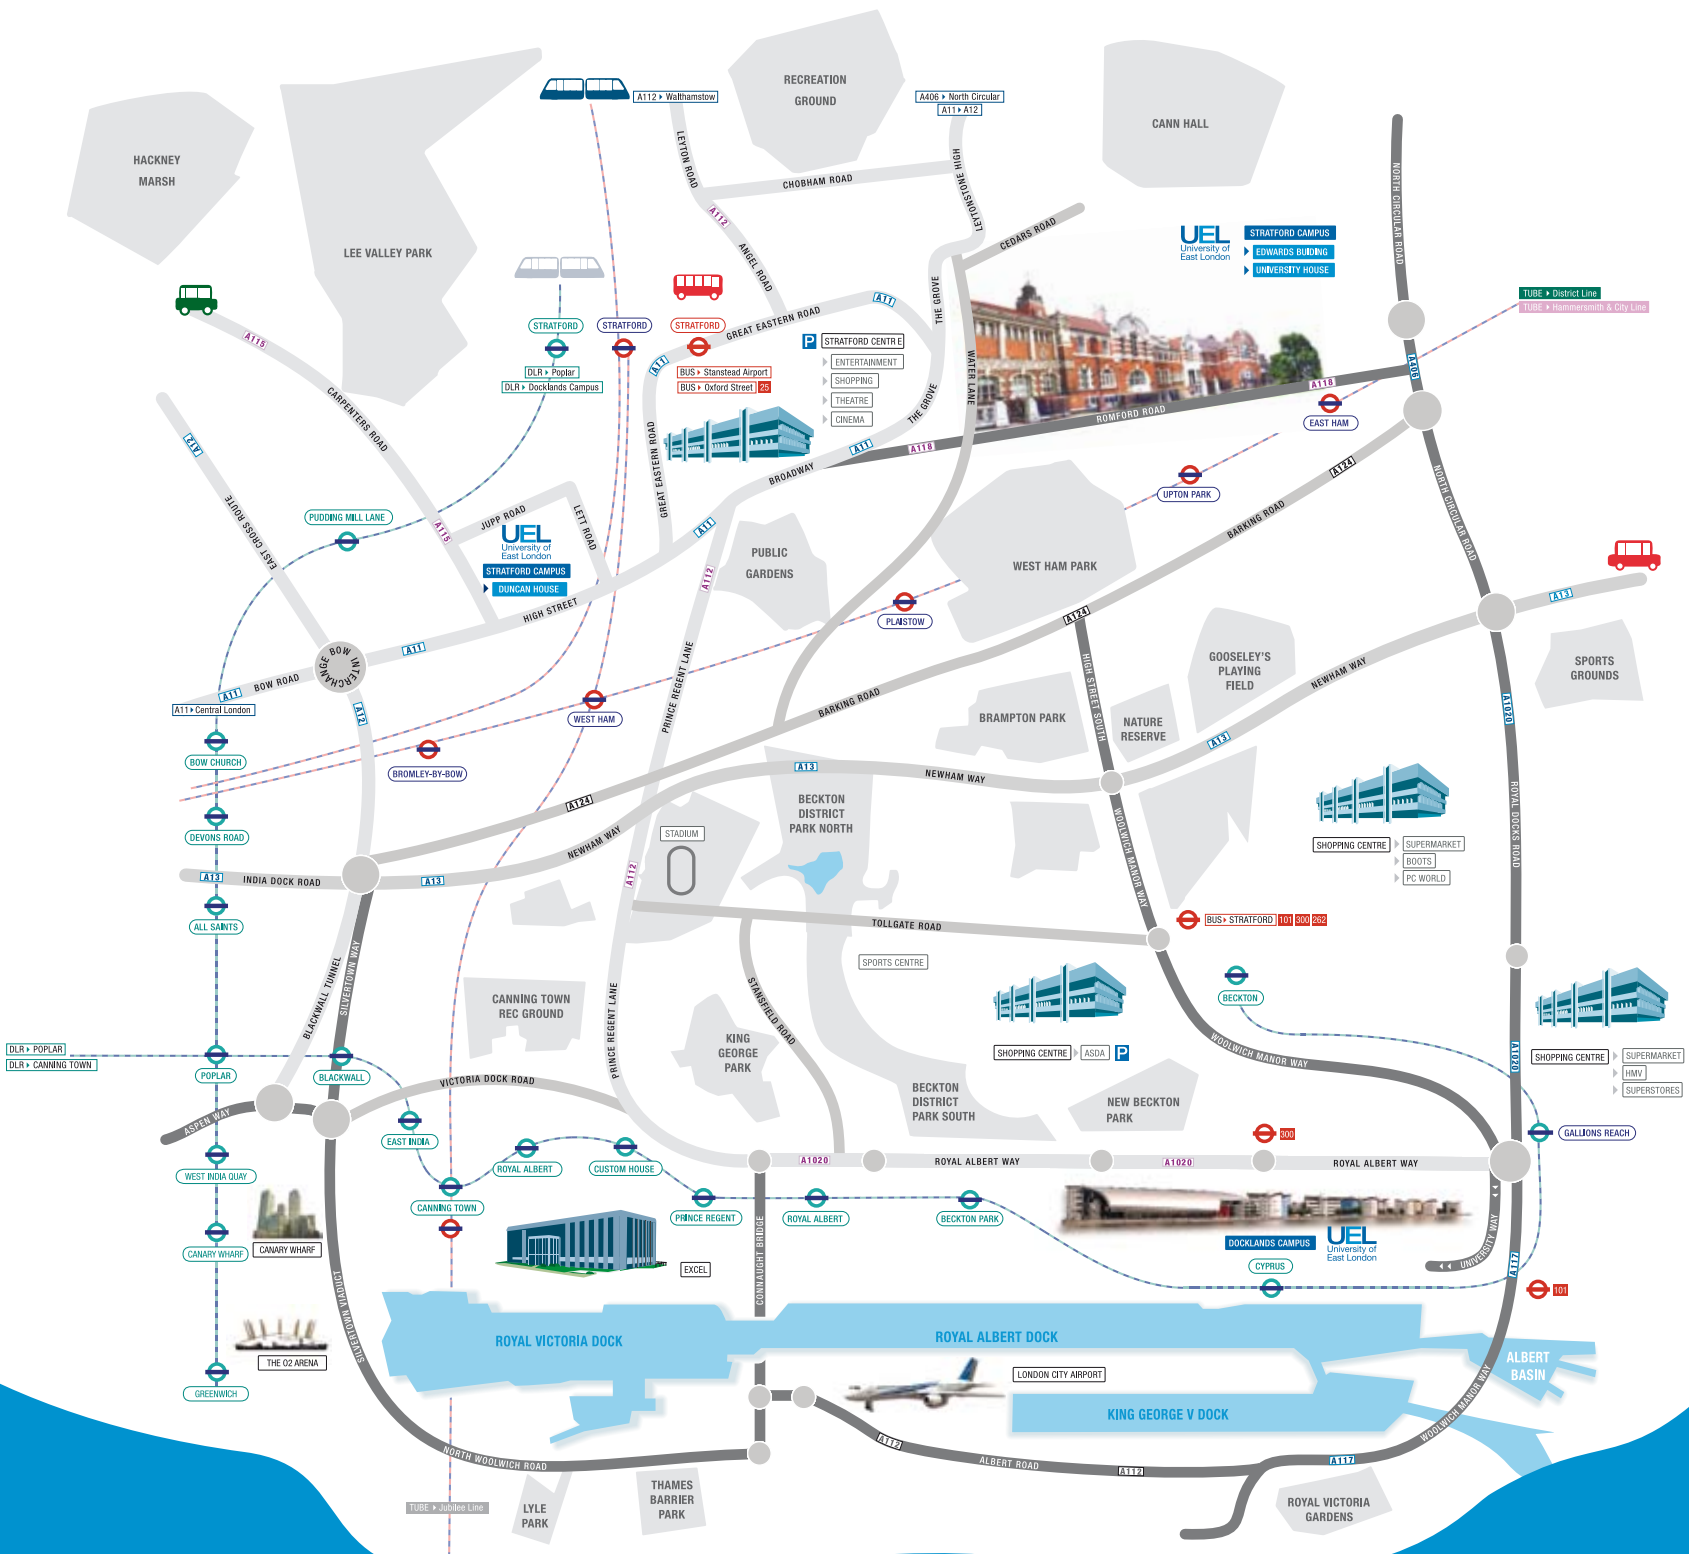 RECREATION
GROUND
A112 ▸ Walthamstow
A406 ▸ North Circular
A11 ▸ A12
CANN HALL
HACKNEY
MARSH
LEYTON ROAD
CHOBHAM ROAD
LEYTONSTONE HIGH
NORTH CIRCULAR ROAD
A112
ANGEL ROAD
CEDARS ROAD
LEE VALLEY PARK
UEL
University of
East London
STRATFORD CAMPUS
EDWARDS BUIDING
UNIVERSITY HOUSE
TUBE ▸ District Line
TUBE ▸ Hammersmith & City Line
A115
STRATFORD
STRATFORD
STRATFORD
GREAT EASTERN ROAD
A11
THE GROVE
WATER LANE
STRATFORD CENTR E
P
ENTERTAINMENT
SHOPPING
THEATRE
CINEMA
DLR ▸ Poplar
DLR ▸ Docklands Campus
A11
BUS ▸ Stanstead Airport
BUS ▸ Oxford Street 25
A406
A118
ROMFORD ROAD
EAST HAM
CARPENTERS ROAD
THE GROVE
A12
GREAT EASTERN ROAD
BROADWAY
A11
A118
A124
UPTON PARK
BARKING ROAD
NORTH CIRCULAR ROAD
EAST CROSS ROUTE
PUDDING MILL LANE
A115
JUPP ROAD
LETT ROAD
UEL
University of
East London
STRATFORD CAMPUS
DUNCAN HOUSE
A11
PUBLIC
GARDENS
WEST HAM PARK
A112
HIGH STREET
PLAISTOW
A124
A13
BOW INTERCHANGE
A11
BOW ROAD
A11
A11 ▸ Central London
A12
PRINCE REGENT LANE
HIGH STREET SOUTH
GOOSELEY'S
PLAYING
FIELD
NEWHAM WAY
SPORTS
GROUNDS
WEST HAM
BARKING ROAD
BRAMPTON PARK
NATURE
RESERVE
A13
A1020
BOW CHURCH
BROMLEY-BY-BOW
A13
NEWHAM WAY
BECKTON
DISTRICT
PARK NORTH
A124
NEWHAM WAY
STADIUM
DEVONS ROAD
WOOLWICH MANOR WAY
ROYAL DOCKS ROAD
SHOPPING CENTRE
SUPERMARKET
BOOTS
PC WORLD
A13
INDIA DOCK ROAD
A13
A112
ALL SAINTS
TOLLGATE ROAD
BUS ▸ STRATFORD 101 300 262
SPORTS CENTRE
SILVERTOWN WAY
BLACKWALL TUNNEL
CANNING TOWN
REC GROUND
PRINCE REGENT LANE
STANSFIELD ROAD
BECKTON
DLR ▸ POPLAR
DLR ▸ CANNING TOWN
POPLAR
BLACKWALL
KING
GEORGE
PARK
SHOPPING CENTRE
ASDA
P
WOOLWICH MANOR WAY
A1020
SHOPPING CENTRE
SUPERMARKET
HMV
SUPERSTORES
VICTORIA DOCK ROAD
ASPEN WAY
BECKTON
DISTRICT
PARK SOUTH
NEW BECKTON
PARK
EAST INDIA
300
GALLIONS REACH
WEST INDIA QUAY
ROYAL ALBERT
CUSTOM HOUSE
A1020
ROYAL ALBERT WAY
A1020
ROYAL ALBERT WAY
CANNING TOWN
PRINCE REGENT
ROYAL ALBERT
BECKTON PARK
CANARY WHARF
CANARY WHARF
CONNAUGHT BRIDGE
DOCKLANDS CAMPUS
UEL
University of
East London
UNIVERSITY WAY
A117
CYPRUS
EXCEL
101
SILVERTOWN VIADUCT
THE O2 ARENA
ROYAL VICTORIA DOCK
ROYAL ALBERT DOCK
ALBERT
BASIN
GREENWICH
LONDON CITY AIRPORT
KING GEORGE V DOCK
WOOLWICH MANOR WAY
A112
NORTH WOOLWICH ROAD
ALBERT ROAD
A112
A117
TUBE ▸ Jubilee Line
LYLE
PARK
THAMES
BARRIER
PARK
ROYAL VICTORIA
GARDENS